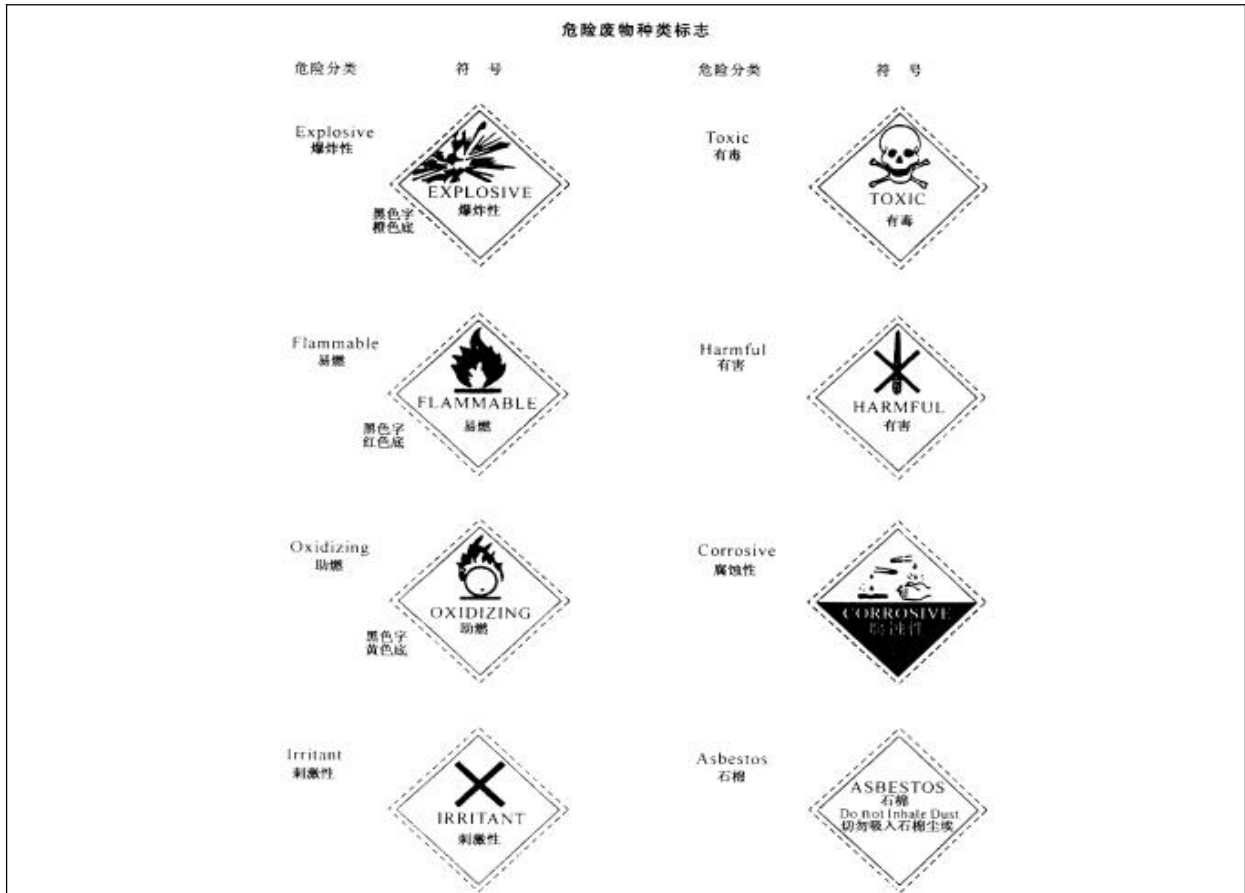 危险废物种类标志
危险分类 符 号 危险分类 符 号
Explosive
爆炸性
EXPLOSIVE
爆炸性
黑色字
橙色底
Toxic
有毒
TOXIC
有毒
Flammable
易燃
FLAMMABLE
易燃
黑色字
红色底
Harmful
有害
HARMFUL
有害
Oxidizing
助燃
OXIDIZING
助燃
黑色字
黄色底
Corrosive
腐蚀性
CORROSIVE
腐蚀性
Irritant
刺激性
IRRITANT
刺激性
Asbestos
石棉
ASBESTOS
石棉
Do not Inhale Dust
切勿吸入石棉尘埃